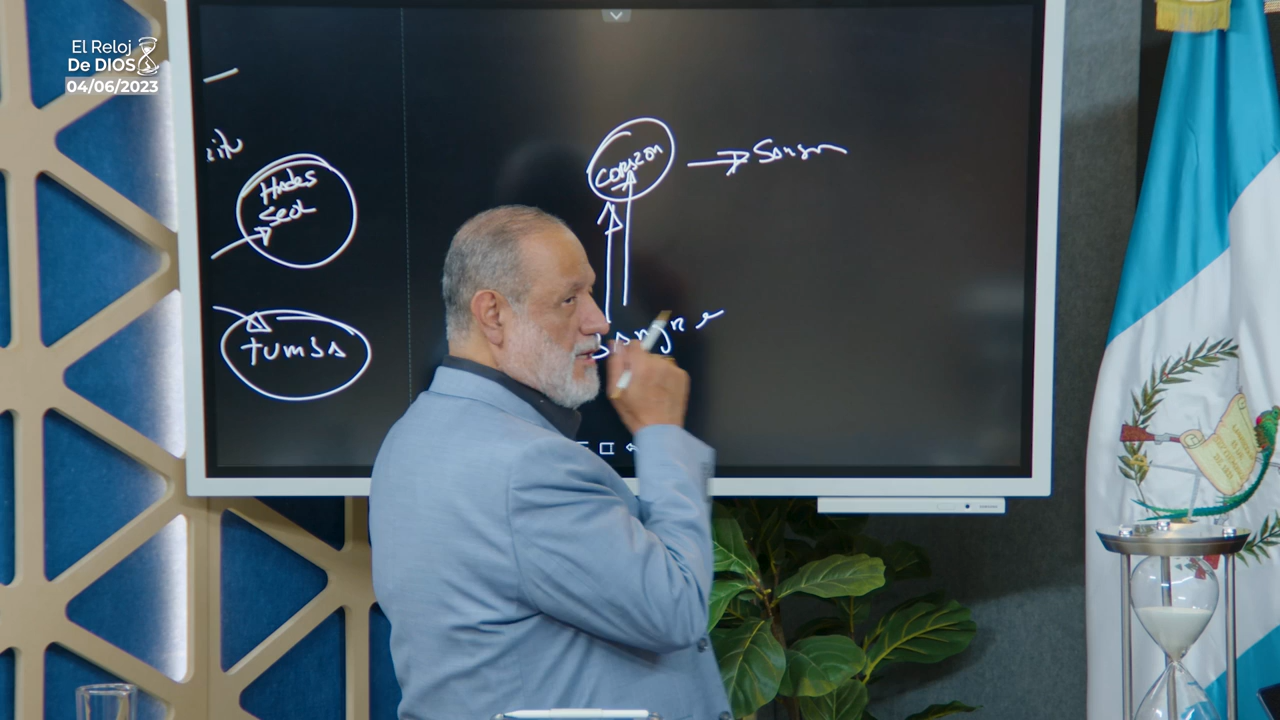 El Reloj
De DIOS
04/06/2023
Hades
Seol
tumba
corazon
sangre